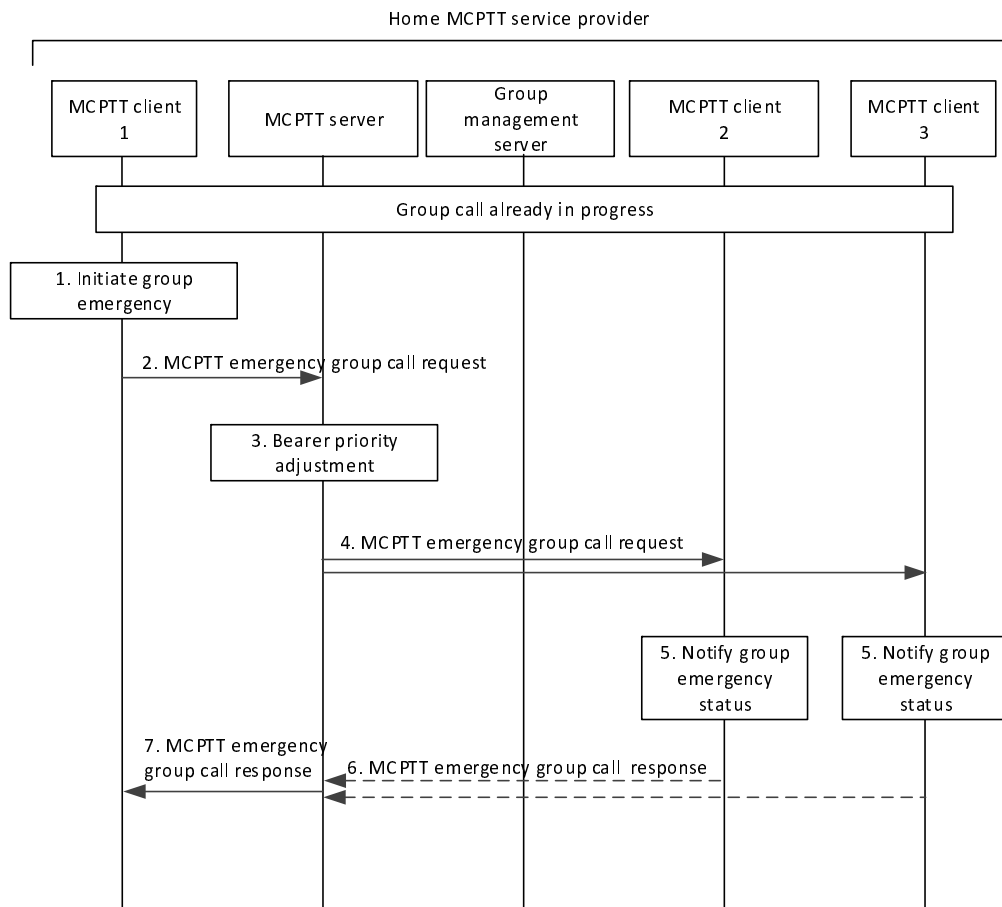 Home MCPTT service provider
MCPTT client
1
MCPTT server
Group
management
server
MCPTT client
2
MCPTT client
3
Group call already in progress
1. Initiate group
emergency
2. MCPTT emergency group call request
3. Bearer priority
adjustment
4. MCPTT emergency group call request
5. Notify group
emergency
status
5. Notify group
emergency
status
7. MCPTT emergency
group call response
6. MCPTT emergency group call response